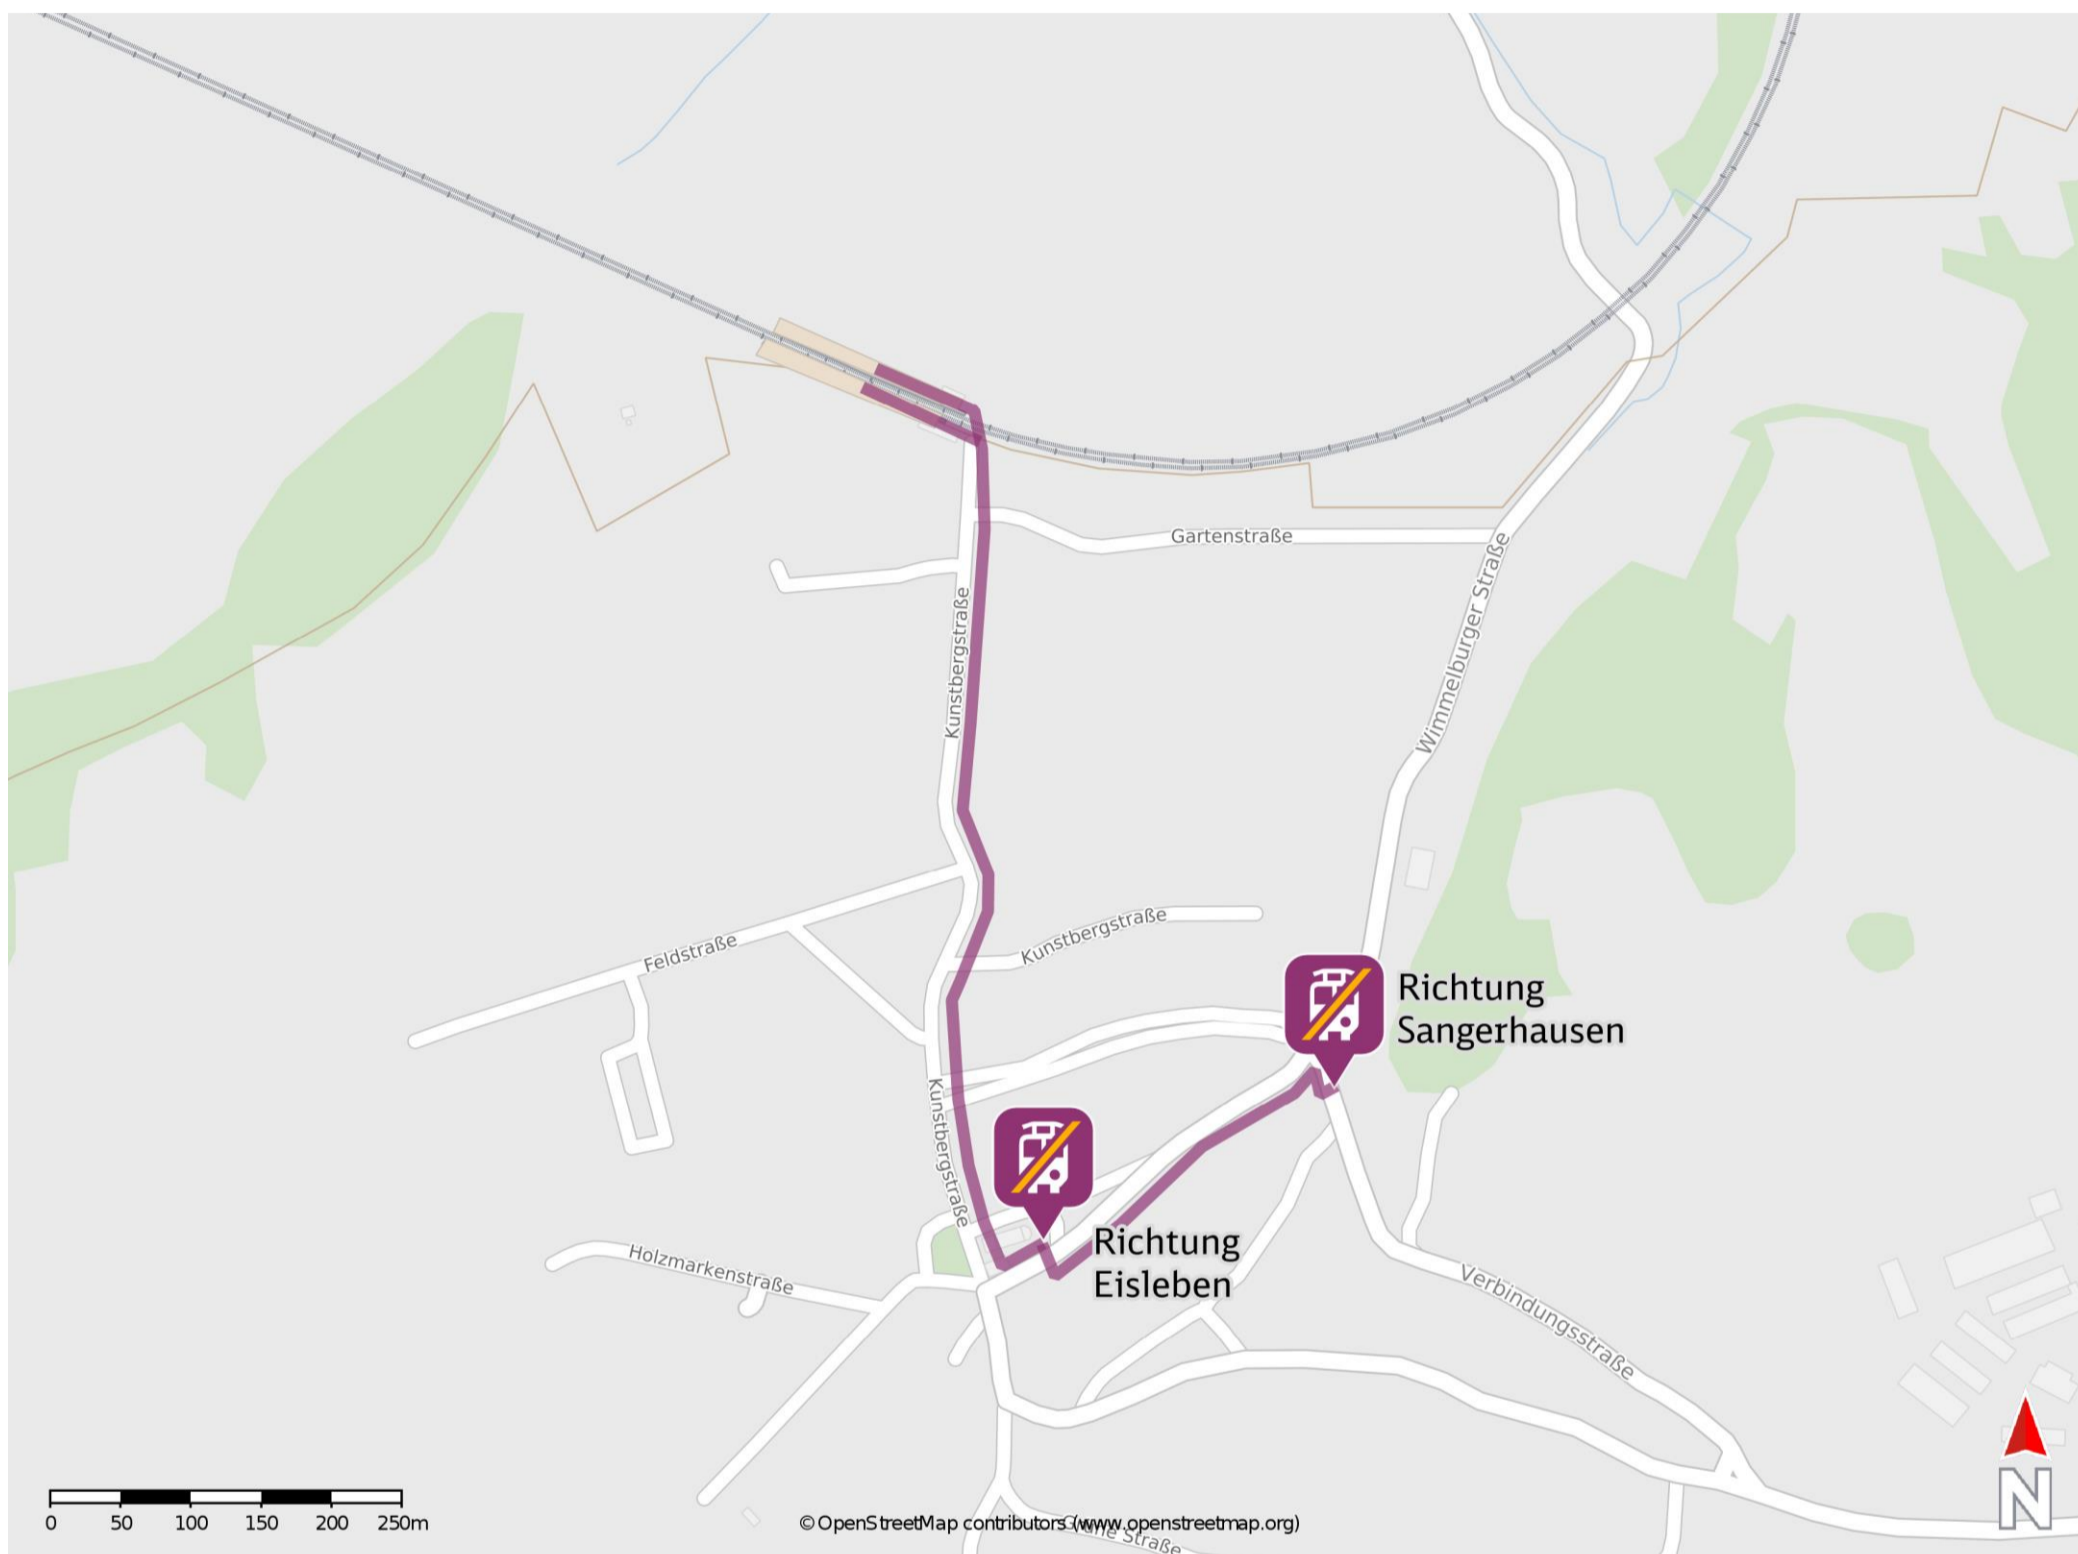 Gartenstraße
Wimmelburger Straße
Kunstbergstraße
Kunstbergstraße
Feldstraße
Richtung
Sangerhausen
Kunstbergstraße
Richtung
Eisleben
Holzmarkenstraße
Verbindungsstraße
0 50 100 150 200 250m
© OpenStreetMap contributors (www.openstreetmap.org)
Straße
N